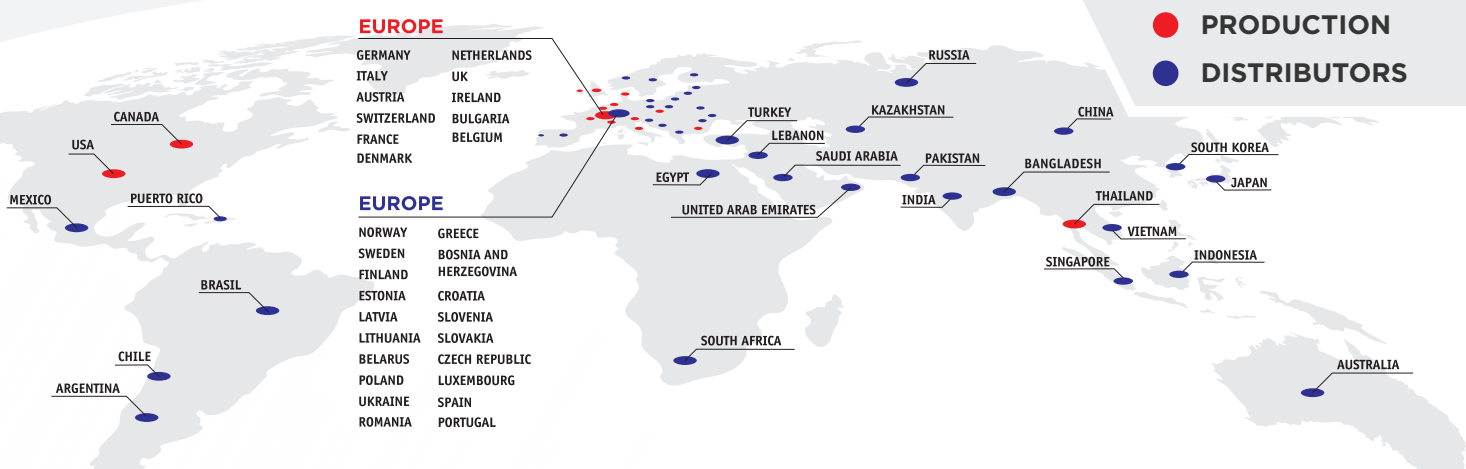 PRODUCTION
DISTRIBUTORS
EUROPE
GERMANY
ITALY
AUSTRIA
SWITZERLAND
FRANCE
DENMARK
NETHERLANDS
UK
IRELAND
BULGARIA
BELGIUM
EUROPE
NORWAY
SWEDEN
FINLAND
ESTONIA
LATVIA
LITHUANIA
BELARUS
POLAND
UKRAINE
ROMANIA
GREECE
BOSNIA AND
HERZEGOVINA
CROATIA
SLOVENIA
SLOVAKIA
CZECH REPUBLIC
LUXEMBOURG
SPAIN
PORTUGAL
CANADA
USA
MEXICO
PUERTO RICO
BRASIL
CHILE
ARGENTINA
RUSSIA
TURKEY
KAZAKHSTAN
LEBANON
CHINA
SAUDI ARABIA
PAKISTAN
BANGLADESH
SOUTH KOREA
EGYPT
JAPAN
UNITED ARAB EMIRATES
INDIA
THAILAND
VIETNAM
SINGAPORE
INDONESIA
SOUTH AFRICA
AUSTRALIA